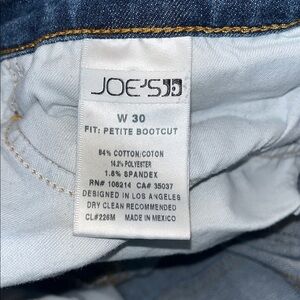 JOE'S
W 30
FIT: PETITE BOOTCUT
84% COTTON/COTON
14.2% POLYESTER
1.8% SPANDEX
RN# 106214 CA# 35037
DESIGNED IN LOS ANGELES
DRY CLEAN RECOMMENDED
CL#226M MADE IN MEXICO